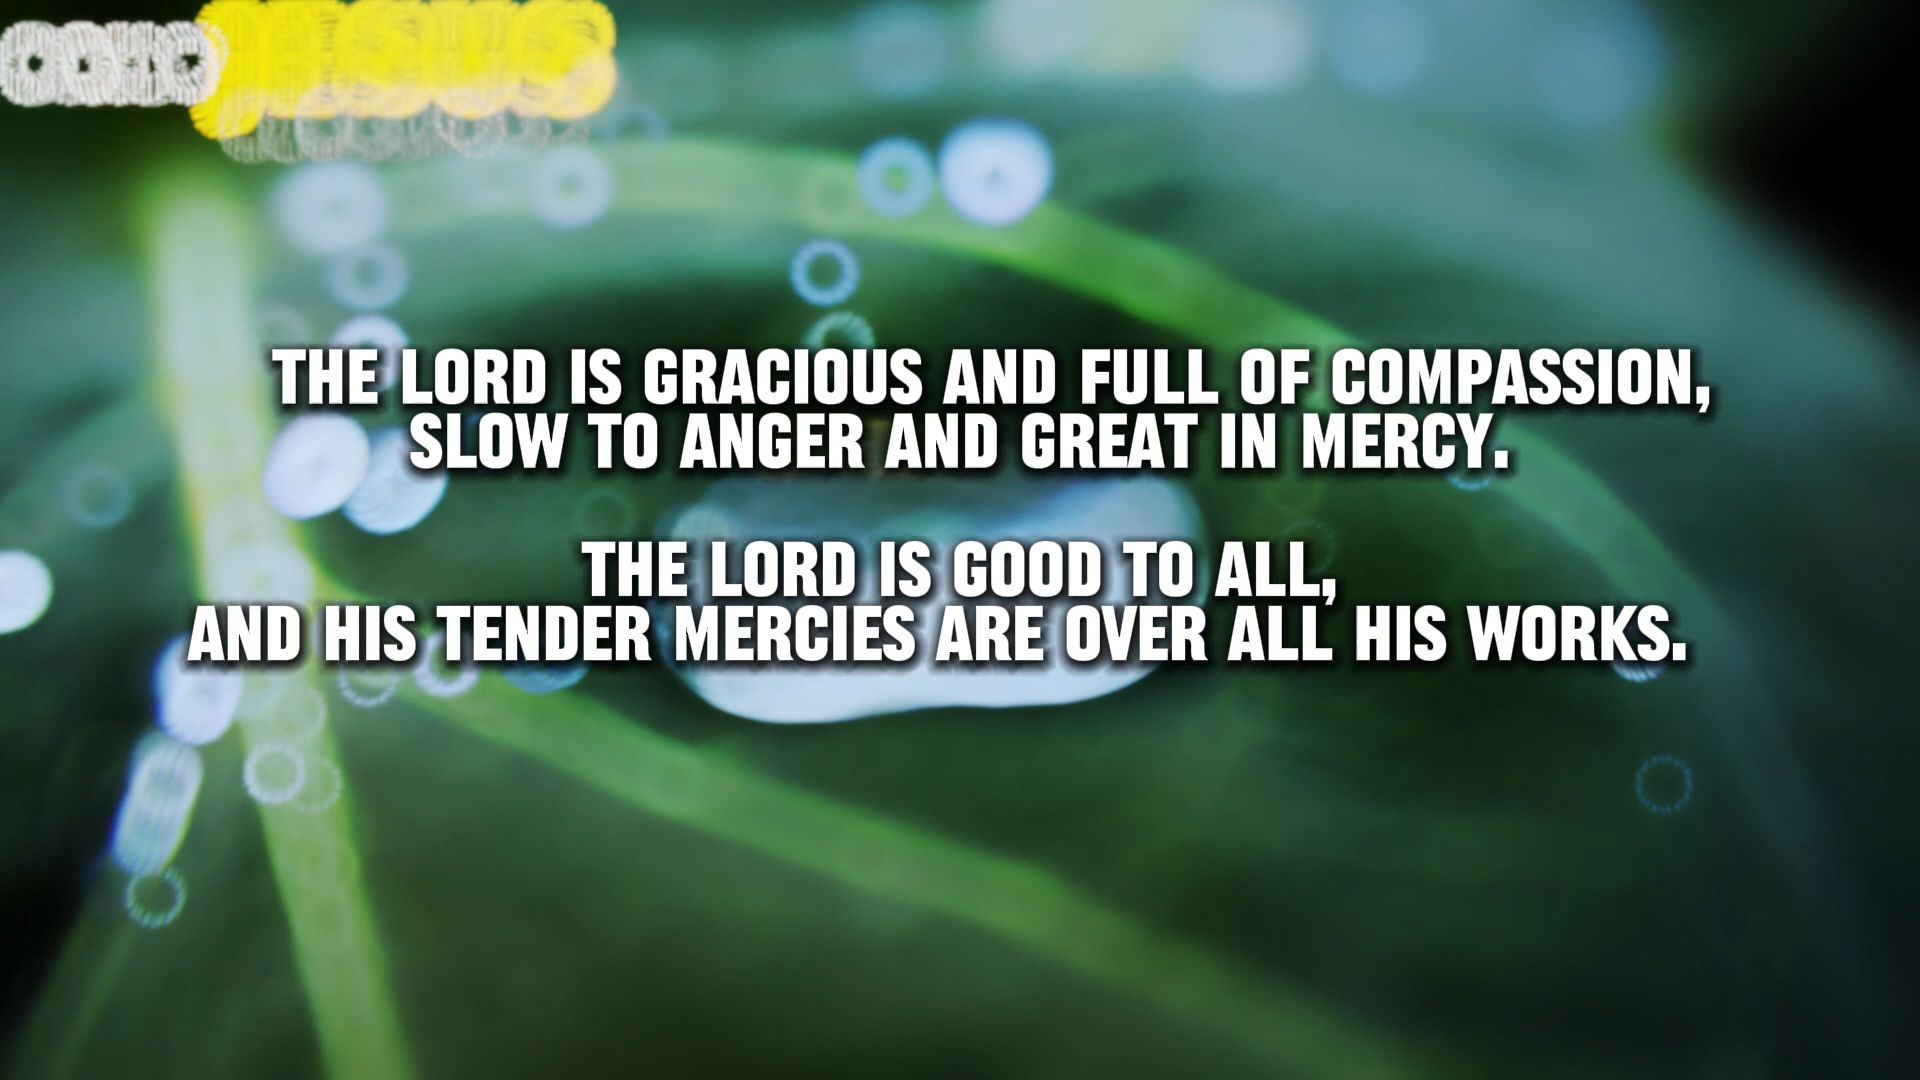 THE LORD IS GRACIOUS AND FULL OF COMPASSION,
SLOW TO ANGER AND GREAT IN MERCY.
THE LORD IS GOOD TO ALL,
AND HIS TENDER MERCIES ARE OVER ALL HIS WORKS.